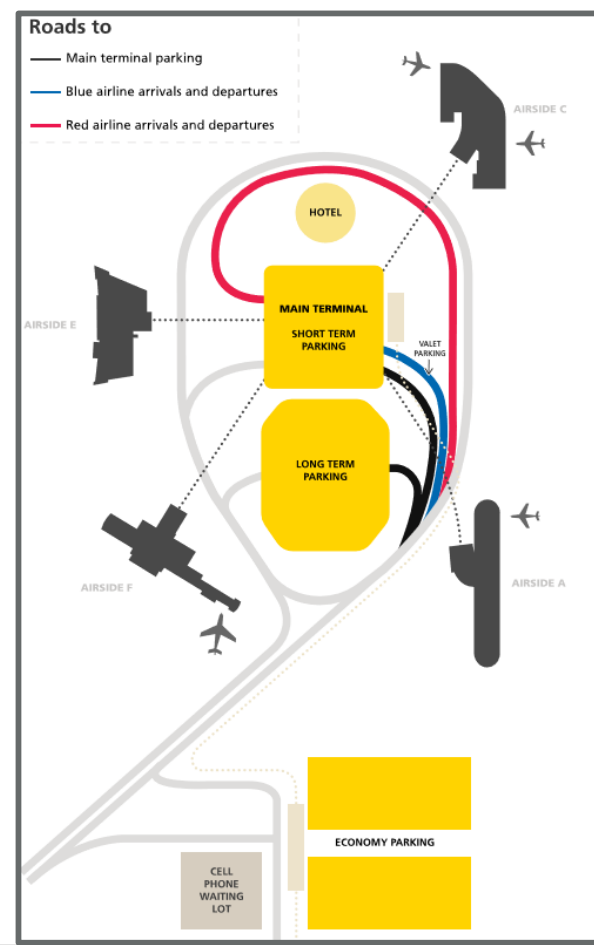 Roads to
Main terminal parking
Blue airline arrivals and departures
Red airline arrivals and departures
AIRSIDE C
HOTEL
MAIN TERMINAL
SHORT TERM
PARKING
AIRSIDE E
VALET
PARKING
LONG TERM
PARKING
AIRSIDE F
AIRSIDE A
ECONOMY PARKING
CELL
PHONE
WAITING
LOT